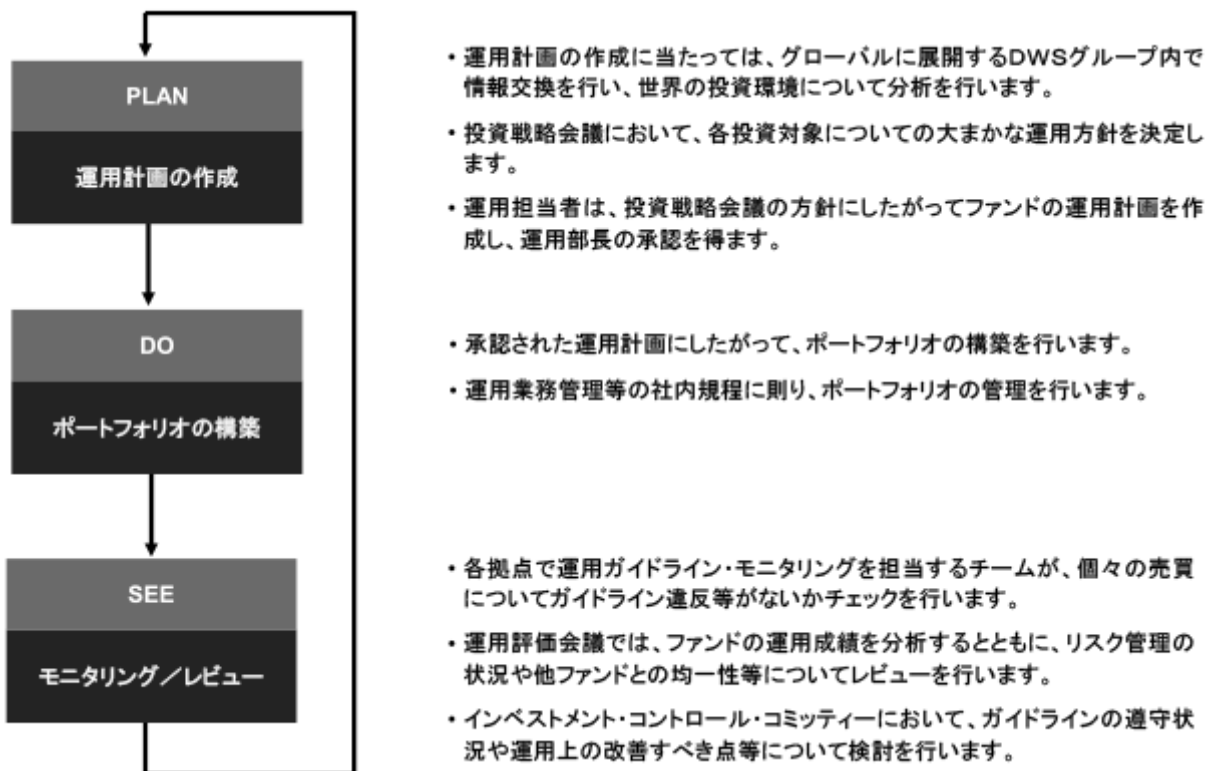 PLAN
運用計画の作成
・運用計画の作成に当たっては、グローバルに展開するDWSグループ内で
情報交換を行い、世界の投資環境について分析を行います。
・投資戦略会議において、各投資対象についての大まかな運用方針を決定し
ます。
・運用担当者は、投資戦略会議の方針にしたがってファンドの運用計画を作
成し、運用部長の承認を得ます。
DO
ポートフォリオの構築
・承認された運用計画にしたがって、ポートフォリオの構築を行います。
・運用業務管理等の社内規程に則り、ポートフォリオの管理を行います。
SEE
モニタリング／レビュー
・各拠点で運用ガイドライン・モニタリングを担当するチームが、個々の売買
についてガイドライン違反等がないかチェックを行います。
・運用評価会議では、ファンドの運用成績を分析するとともに、リスク管理の
状況や他ファンドとの均一性等についてレビューを行います。
・インベストメント・コントロール・コミッティーにおいて、ガイドラインの遵守状
況や運用上の改善すべき点等について検討を行います。